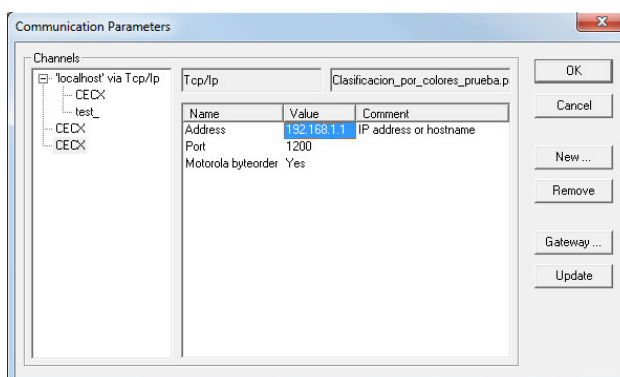 Communication Parameters
Channels
'localhost' via Tcp/Ip
CECX
test_
CECX
CECX
Tcp/Ip
Clasificacion_por_colores_prueba.p
Name Value Comment
Address 192.168.1.1 IP address or hostname
Port 1200
Motorola byteorder Yes
OK
Cancel
New ...
Remove
Gateway ...
Update